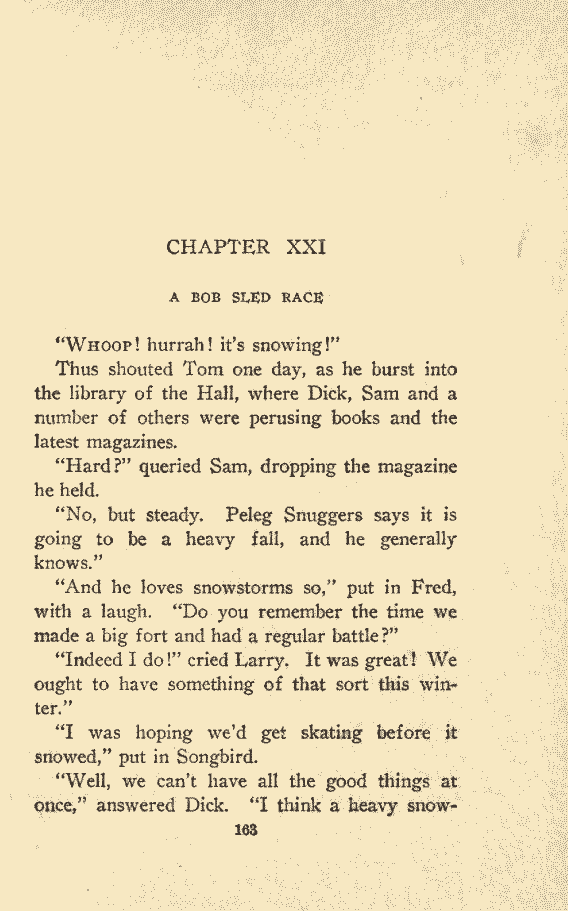 CHAPTER XXI
A BOB SLED RACE
"WHOOP! hurrah! it's snowing!"
Thus shouted Tom one day, as he burst into
the library of the Hall, where Dick, Sam and a
number of others were perusing books and the
latest magazines.
"Hard?" queried Sam, dropping the magazine
he held.
"No, but steady. Peleg Snuggers says it is
going to be a heavy fall, and he generally
knows."
"And he loves snowstorms so," put in Fred,
with a laugh. "Do you remember the time we
made a big fort and had a regular battle?"
"Indeed I do!" cried Larry. It was great! We
ought to have something of that sort this win-
ter."
"I was hoping we'd get skating before it
snowed," put in Songbird.
"Well, we can't have all the good things at
once," answered Dick. "I think a heavy snow-
163